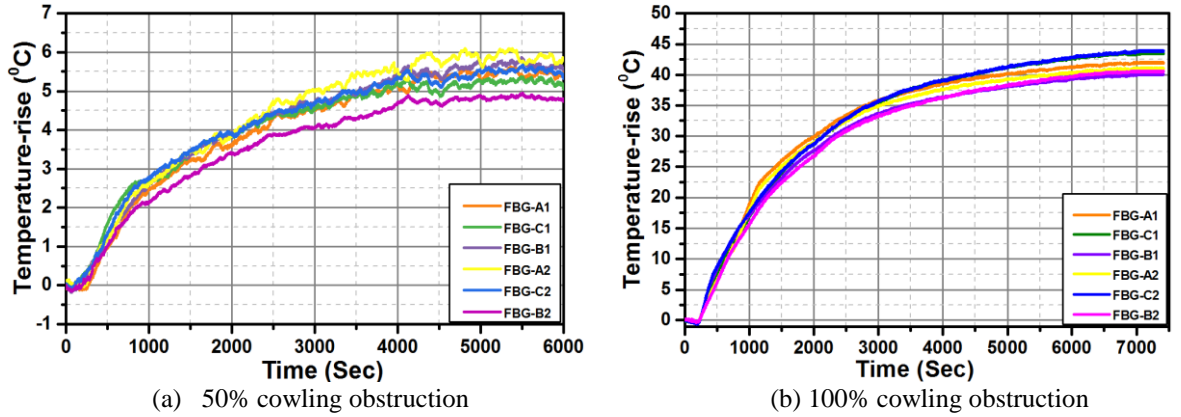 Temperature-rise (⁰C)
6
5
4
3
2
1
0
-1
0 1000 2000 3000 4000 5000 6000
Time (Sec)
FBG-A1
FBG-C1
FBG-B1
FBG-A2
FBG-C2
FBG-B2
(a) 50% cowling obstruction
Temperature-rise (⁰C)
50
45
40
35
30
25
20
15
10
5
0
0 1000 2000 3000 4000 5000 6000 7000
Time (Sec)
FBG-A1
FBG-C1
FBG-B1
FBG-A2
FBG-C2
FBG-B2
(b) 100% cowling obstruction